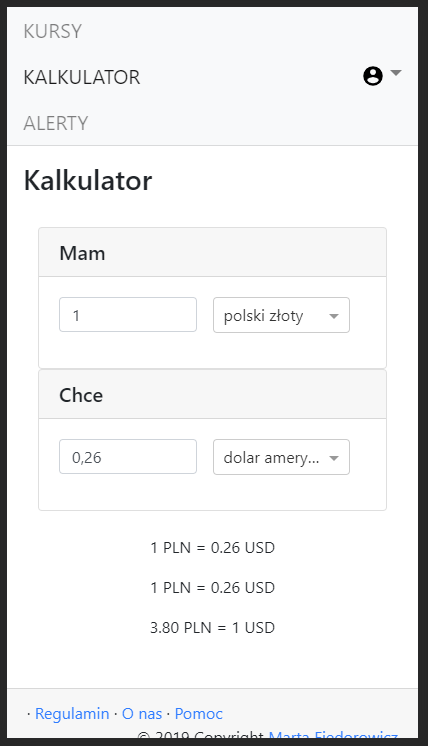 KURSY
KALKULATOR
ALERTY
Kalkulator
Mam
1 polski złoty
Chce
0,26 dolar amery...
1 PLN = 0.26 USD
1 PLN = 0.26 USD
3.80 PLN = 1 USD
· Regulamin · O nas · Pomoc
© 2019 Copyright Marta Fiedorowicz